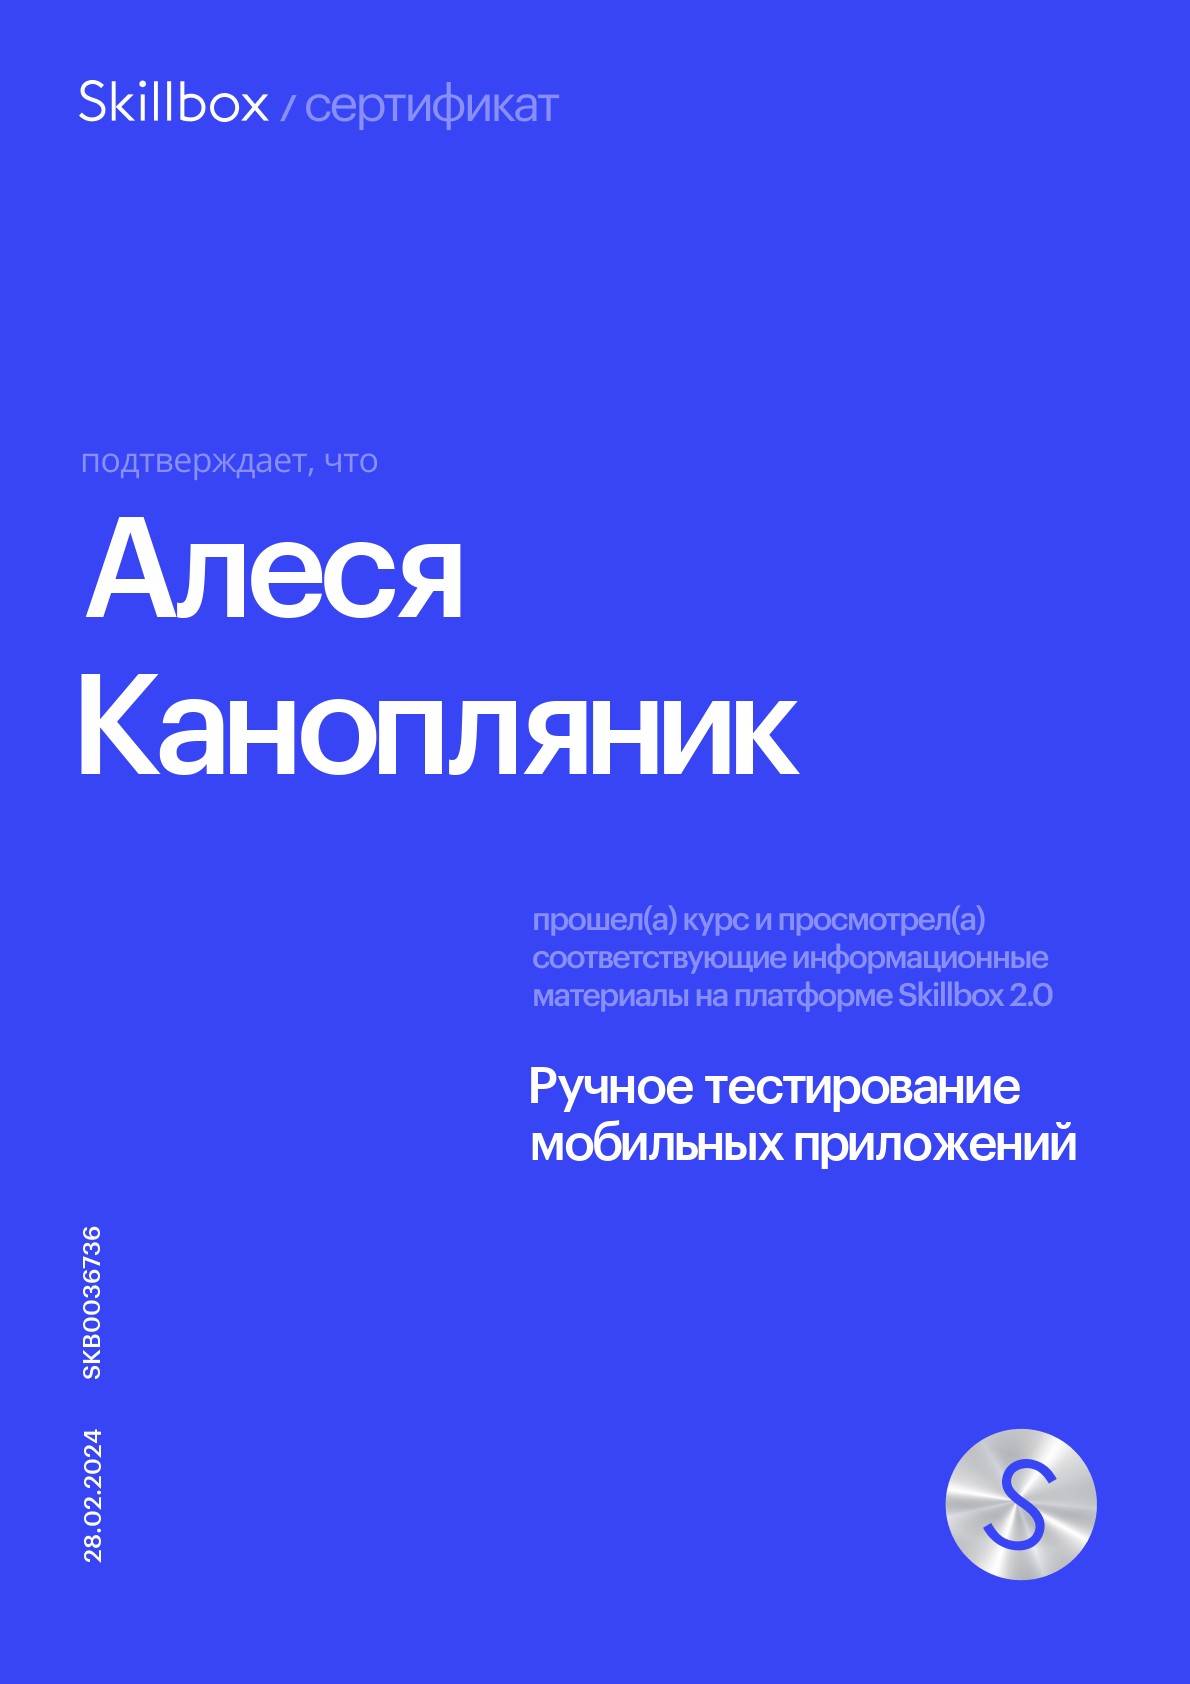 Skillbox / сертификат
подтверждает, что
Алеся
Канопляник
прошел(а) курс и просмотрел(а)
соответствующие информационные
материалы на платформе Skillbox 2.0
Ручное тестирование
мобильных приложений
SKB0036736
28.02.2024
S